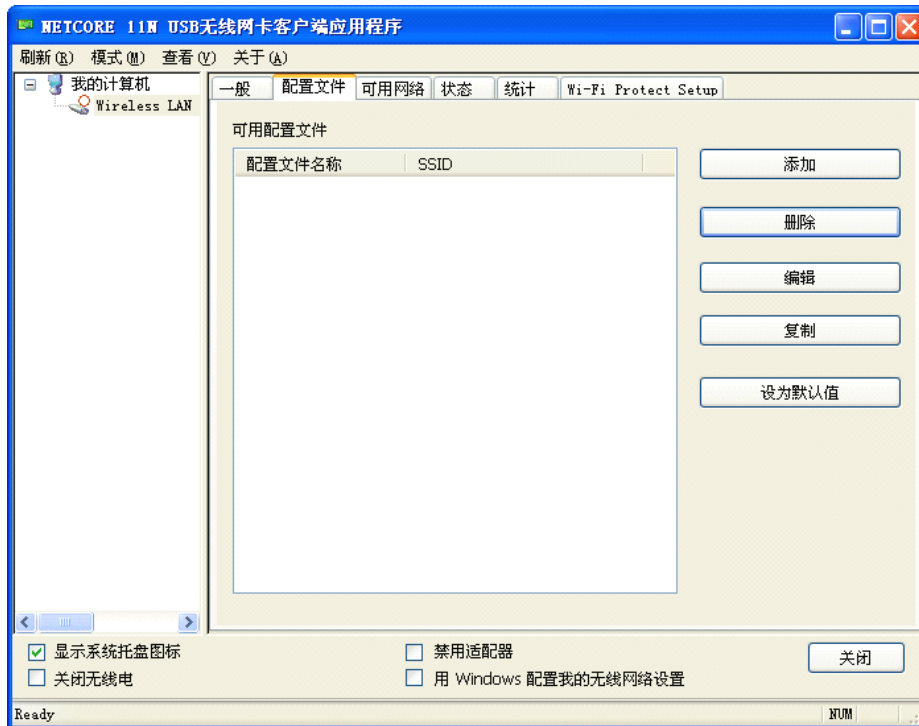 NETCORE 11N USB无线网卡客户端应用程序
刷新(R) 模式(M) 查看(V) 关于(A)
我的计算机
Wireless LAN
一般 配置文件 可用网络 状态 统计 Wi-Fi Protect Setup
可用配置文件
配置文件名称 SSID
添加
删除
编辑
复制
设为默认值
显示系统托盘图标 禁用适配器
关闭无线电 用 Windows 配置我的无线网络设置
关闭
Ready NUM